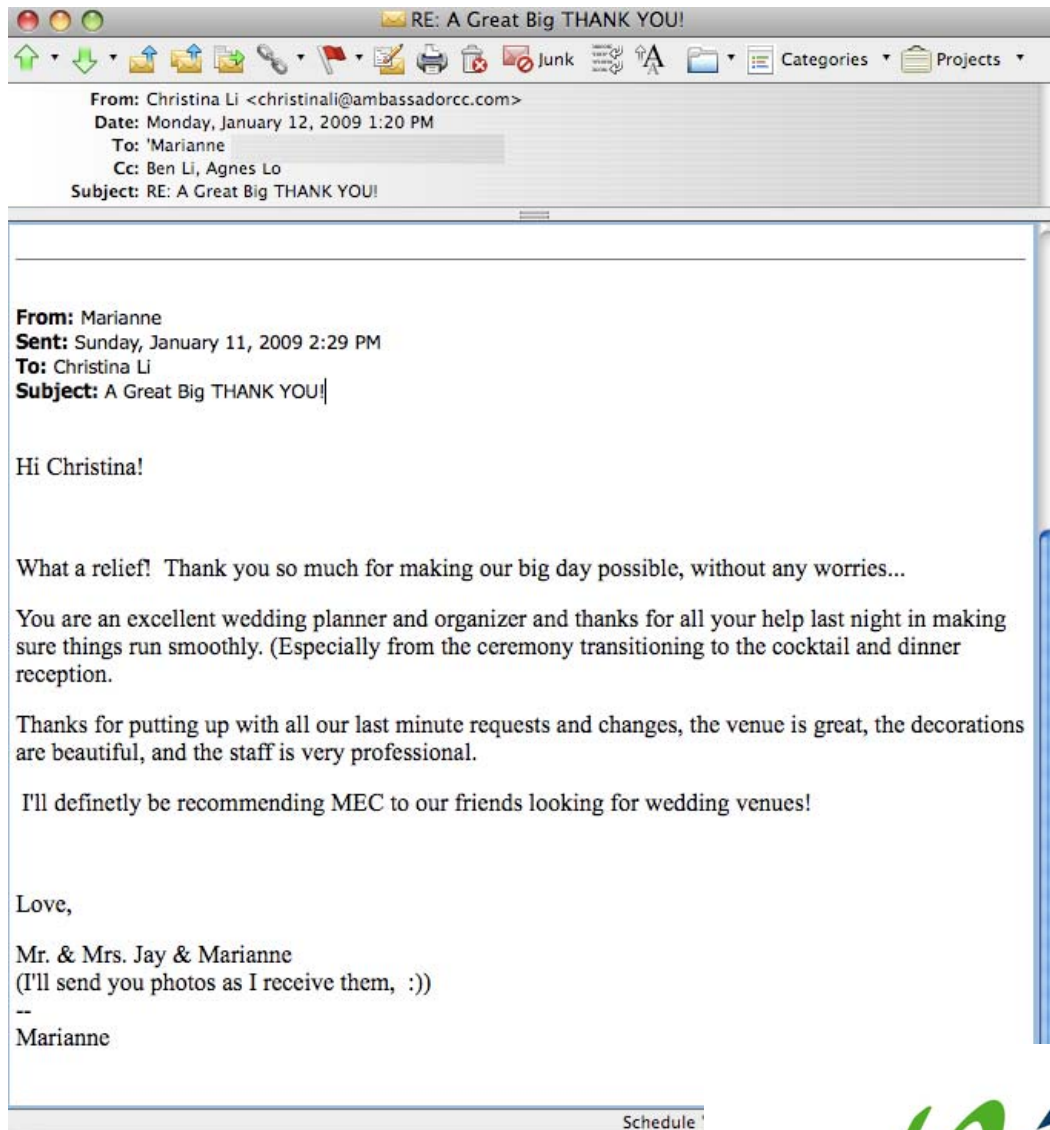 RE: A Great Big THANK YOU!
Junk Categories Projects
From: Christina Li <christinali@ambassadorcc.com>
Date: Monday, January 12, 2009 1:20 PM
To: 'Marianne
Cc: Ben Li, Agnes Lo
Subject: RE: A Great Big THANK YOU!
From: Marianne
Sent: Sunday, January 11, 2009 2:29 PM
To: Christina Li
Subject: A Great Big THANK YOU!
Hi Christina!
What a relief!  Thank you so much for making our big day possible, without any worries...
You are an excellent wedding planner and organizer and thanks for all your help last night in making
sure things run smoothly. (Especially from the ceremony transitioning to the cocktail and dinner
reception.
Thanks for putting up with all our last minute requests and changes, the venue is great, the decorations
are beautiful, and the staff is very professional.
I'll definetly be recommending MEC to our friends looking for wedding venues!
Love,
Mr. & Mrs. Jay & Marianne
(I'll send you photos as I receive them,  :))
--
Marianne
Schedule